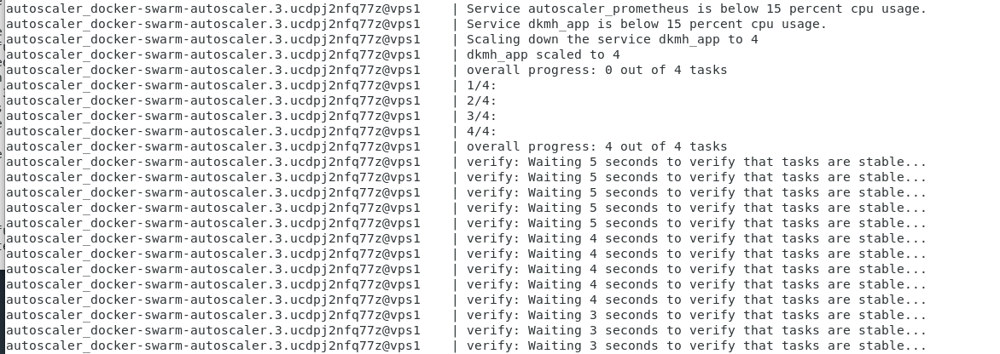 autoscaler_docker-swarm-autoscaler.3.ucdpj2nfq77z@vps1    | Service autoscaler_prometheus is below 15 percent cpu usage.
autoscaler_docker-swarm-autoscaler.3.ucdpj2nfq77z@vps1    | Service dkmh_app is below 15 percent cpu usage.
autoscaler_docker-swarm-autoscaler.3.ucdpj2nfq77z@vps1    | Scaling down the service dkmh_app to 4
autoscaler_docker-swarm-autoscaler.3.ucdpj2nfq77z@vps1    | dkmh_app scaled to 4
autoscaler_docker-swarm-autoscaler.3.ucdpj2nfq77z@vps1    | overall progress: 0 out of 4 tasks
autoscaler_docker-swarm-autoscaler.3.ucdpj2nfq77z@vps1    | 1/4:
autoscaler_docker-swarm-autoscaler.3.ucdpj2nfq77z@vps1    | 2/4:
autoscaler_docker-swarm-autoscaler.3.ucdpj2nfq77z@vps1    | 3/4:
autoscaler_docker-swarm-autoscaler.3.ucdpj2nfq77z@vps1    | 4/4:
autoscaler_docker-swarm-autoscaler.3.ucdpj2nfq77z@vps1    | overall progress: 4 out of 4 tasks
autoscaler_docker-swarm-autoscaler.3.ucdpj2nfq77z@vps1    | verify: Waiting 5 seconds to verify that tasks are stable...
autoscaler_docker-swarm-autoscaler.3.ucdpj2nfq77z@vps1    | verify: Waiting 5 seconds to verify that tasks are stable...
autoscaler_docker-swarm-autoscaler.3.ucdpj2nfq77z@vps1    | verify: Waiting 5 seconds to verify that tasks are stable...
autoscaler_docker-swarm-autoscaler.3.ucdpj2nfq77z@vps1    | verify: Waiting 5 seconds to verify that tasks are stable...
autoscaler_docker-swarm-autoscaler.3.ucdpj2nfq77z@vps1    | verify: Waiting 5 seconds to verify that tasks are stable...
autoscaler_docker-swarm-autoscaler.3.ucdpj2nfq77z@vps1    | verify: Waiting 4 seconds to verify that tasks are stable...
autoscaler_docker-swarm-autoscaler.3.ucdpj2nfq77z@vps1    | verify: Waiting 4 seconds to verify that tasks are stable...
autoscaler_docker-swarm-autoscaler.3.ucdpj2nfq77z@vps1    | verify: Waiting 4 seconds to verify that tasks are stable...
autoscaler_docker-swarm-autoscaler.3.ucdpj2nfq77z@vps1    | verify: Waiting 4 seconds to verify that tasks are stable...
autoscaler_docker-swarm-autoscaler.3.ucdpj2nfq77z@vps1    | verify: Waiting 4 seconds to verify that tasks are stable...
autoscaler_docker-swarm-autoscaler.3.ucdpj2nfq77z@vps1    | verify: Waiting 3 seconds to verify that tasks are stable...
autoscaler_docker-swarm-autoscaler.3.ucdpj2nfq77z@vps1    | verify: Waiting 3 seconds to verify that tasks are stable...
autoscaler_docker-swarm-autoscaler.3.ucdpj2nfq77z@vps1    | verify: Waiting 3 seconds to verify that tasks are stable...